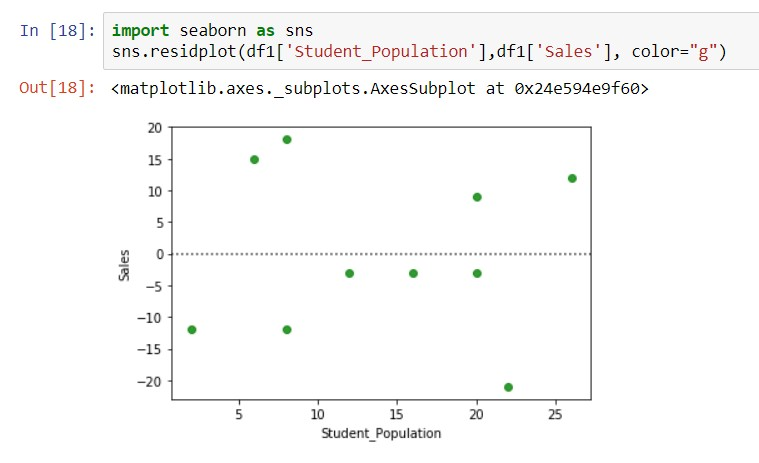 In [18]: import seaborn as sns
sns.residplot(df1['Student_Population'],df1['Sales'], color="g")
Out[18]: <matplotlib.axes._subplots.AxesSubplot at 0x24e594e9f60>
20
15
10
5
0
−5
−10
−15
−20
Sales
5 10 15 20 25
Student_Population